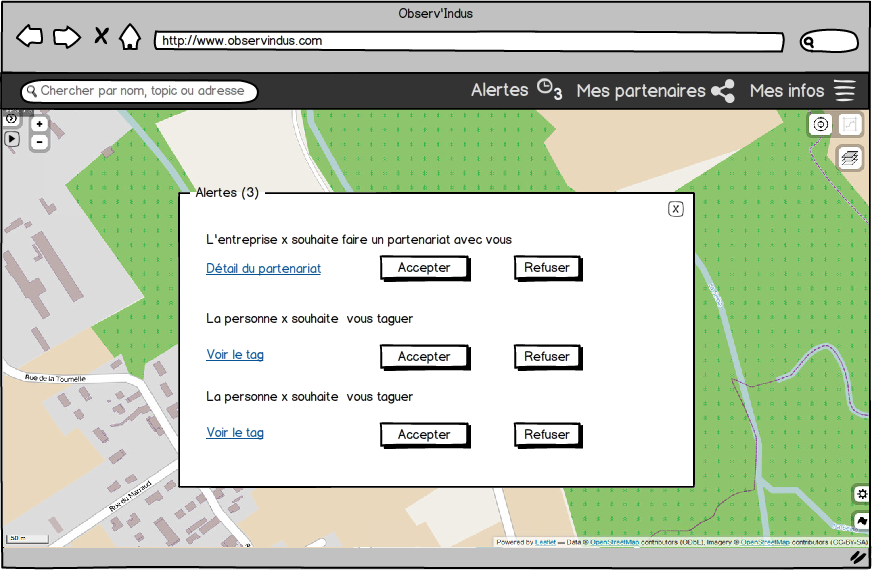 Observ'Indus
http://www.observindus.com
Chercher par nom, topic ou adresse
Alertes 3 Mes partenaires Mes infos
+
-
Alertes (3)
X
L'entreprise x souhaite faire un partenariat avec vous
Détail du partenariat Accepter Refuser
La personne x souhaite vous taguer
Voir le tag Accepter Refuser
La personne x souhaite vous taguer
Voir le tag Accepter Refuser
Rue de la Tournelle
Rue du Marraud
50 m
Powered by Leaflet — Data © OpenStreetMap contributors (ODbL), Imagery © OpenStreetMap contributors (CC-BY-SA)